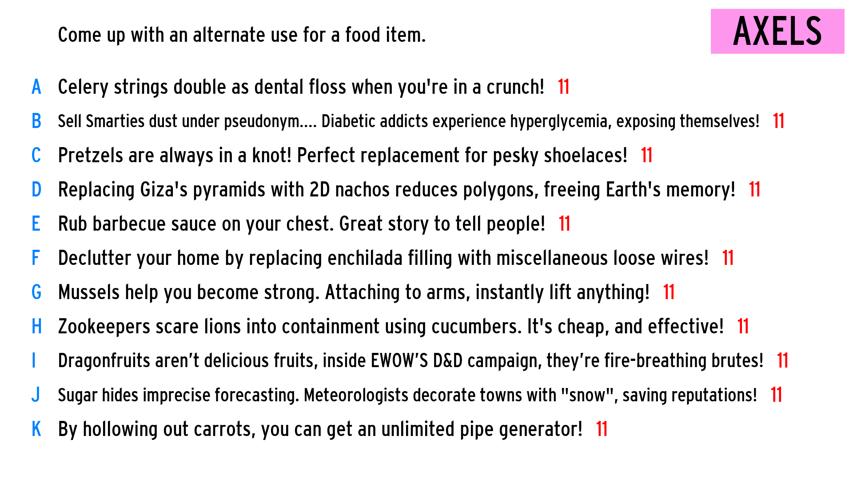 Come up with an alternate use for a food item.
AXELS
A Celery strings double as dental floss when you're in a crunch! 11
B Sell Smarties dust under pseudonym.... Diabetic addicts experience hyperglycemia, exposing themselves! 11
C Pretzels are always in a knot! Perfect replacement for pesky shoelaces! 11
D Replacing Giza's pyramids with 2D nachos reduces polygons, freeing Earth's memory! 11
E Rub barbecue sauce on your chest. Great story to tell people! 11
F Declutter your home by replacing enchilada filling with miscellaneous loose wires! 11
G Mussels help you become strong. Attaching to arms, instantly lift anything! 11
H Zookeepers scare lions into containment using cucumbers. It's cheap, and effective! 11
I Dragonfruits aren’t delicious fruits, inside EWOW’S D&D campaign, they’re fire-breathing brutes! 11
J Sugar hides imprecise forecasting. Meteorologists decorate towns with "snow", saving reputations! 11
K By hollowing out carrots, you can get an unlimited pipe generator! 11